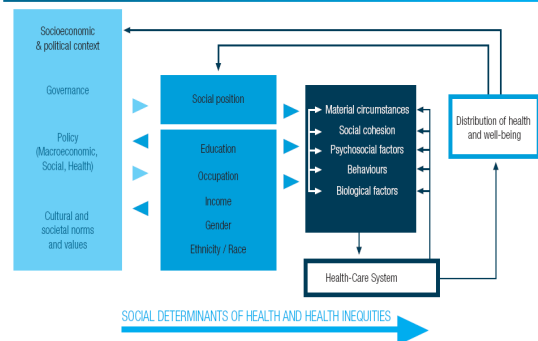 Socioeconomic
& political context
Governance
Policy
(Macroeconomic,
Social, Health)
Cultural and
societal norms
and values
Social position
Education
Occupation
Income
Gender
Ethnicity / Race
Material circumstances
Social cohesion
Psychosocial factors
Behaviours
Biological factors
Health-Care System
Distribution of health
and well-being
SOCIAL DETERMINANTS OF HEALTH AND HEALTH INEQUITIES